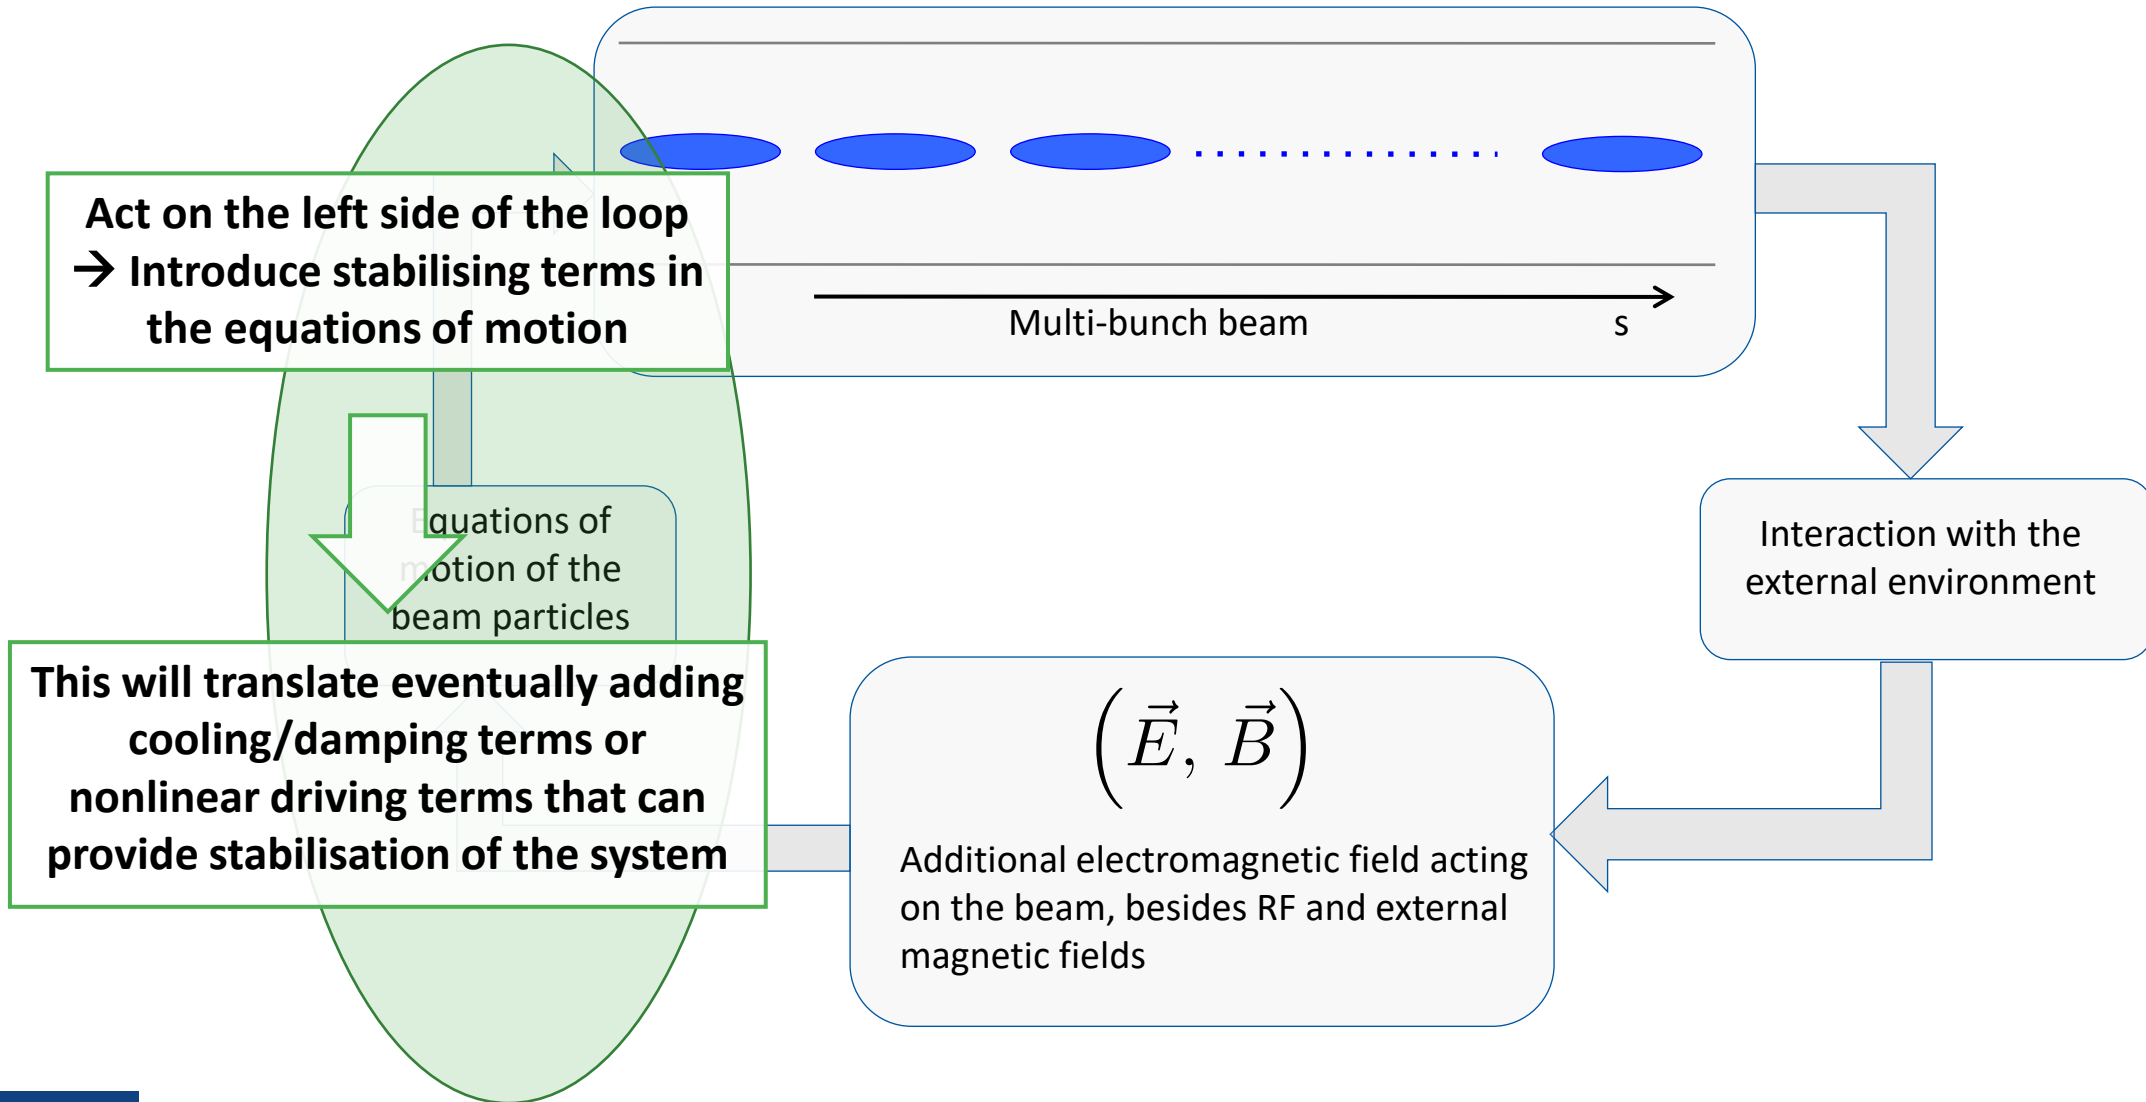 Act on the left side of the loop
→ Introduce stabilising terms in
the equations of motion
Multi-bunch beam
s
Equations of
motion of the
beam particles
Interaction with the
external environment
This will translate eventually adding
cooling/damping terms or
nonlinear driving terms that can
provide stabilisation of the system
(E⃗, B⃗)
Additional electromagnetic field acting
on the beam, besides RF and external
magnetic fields